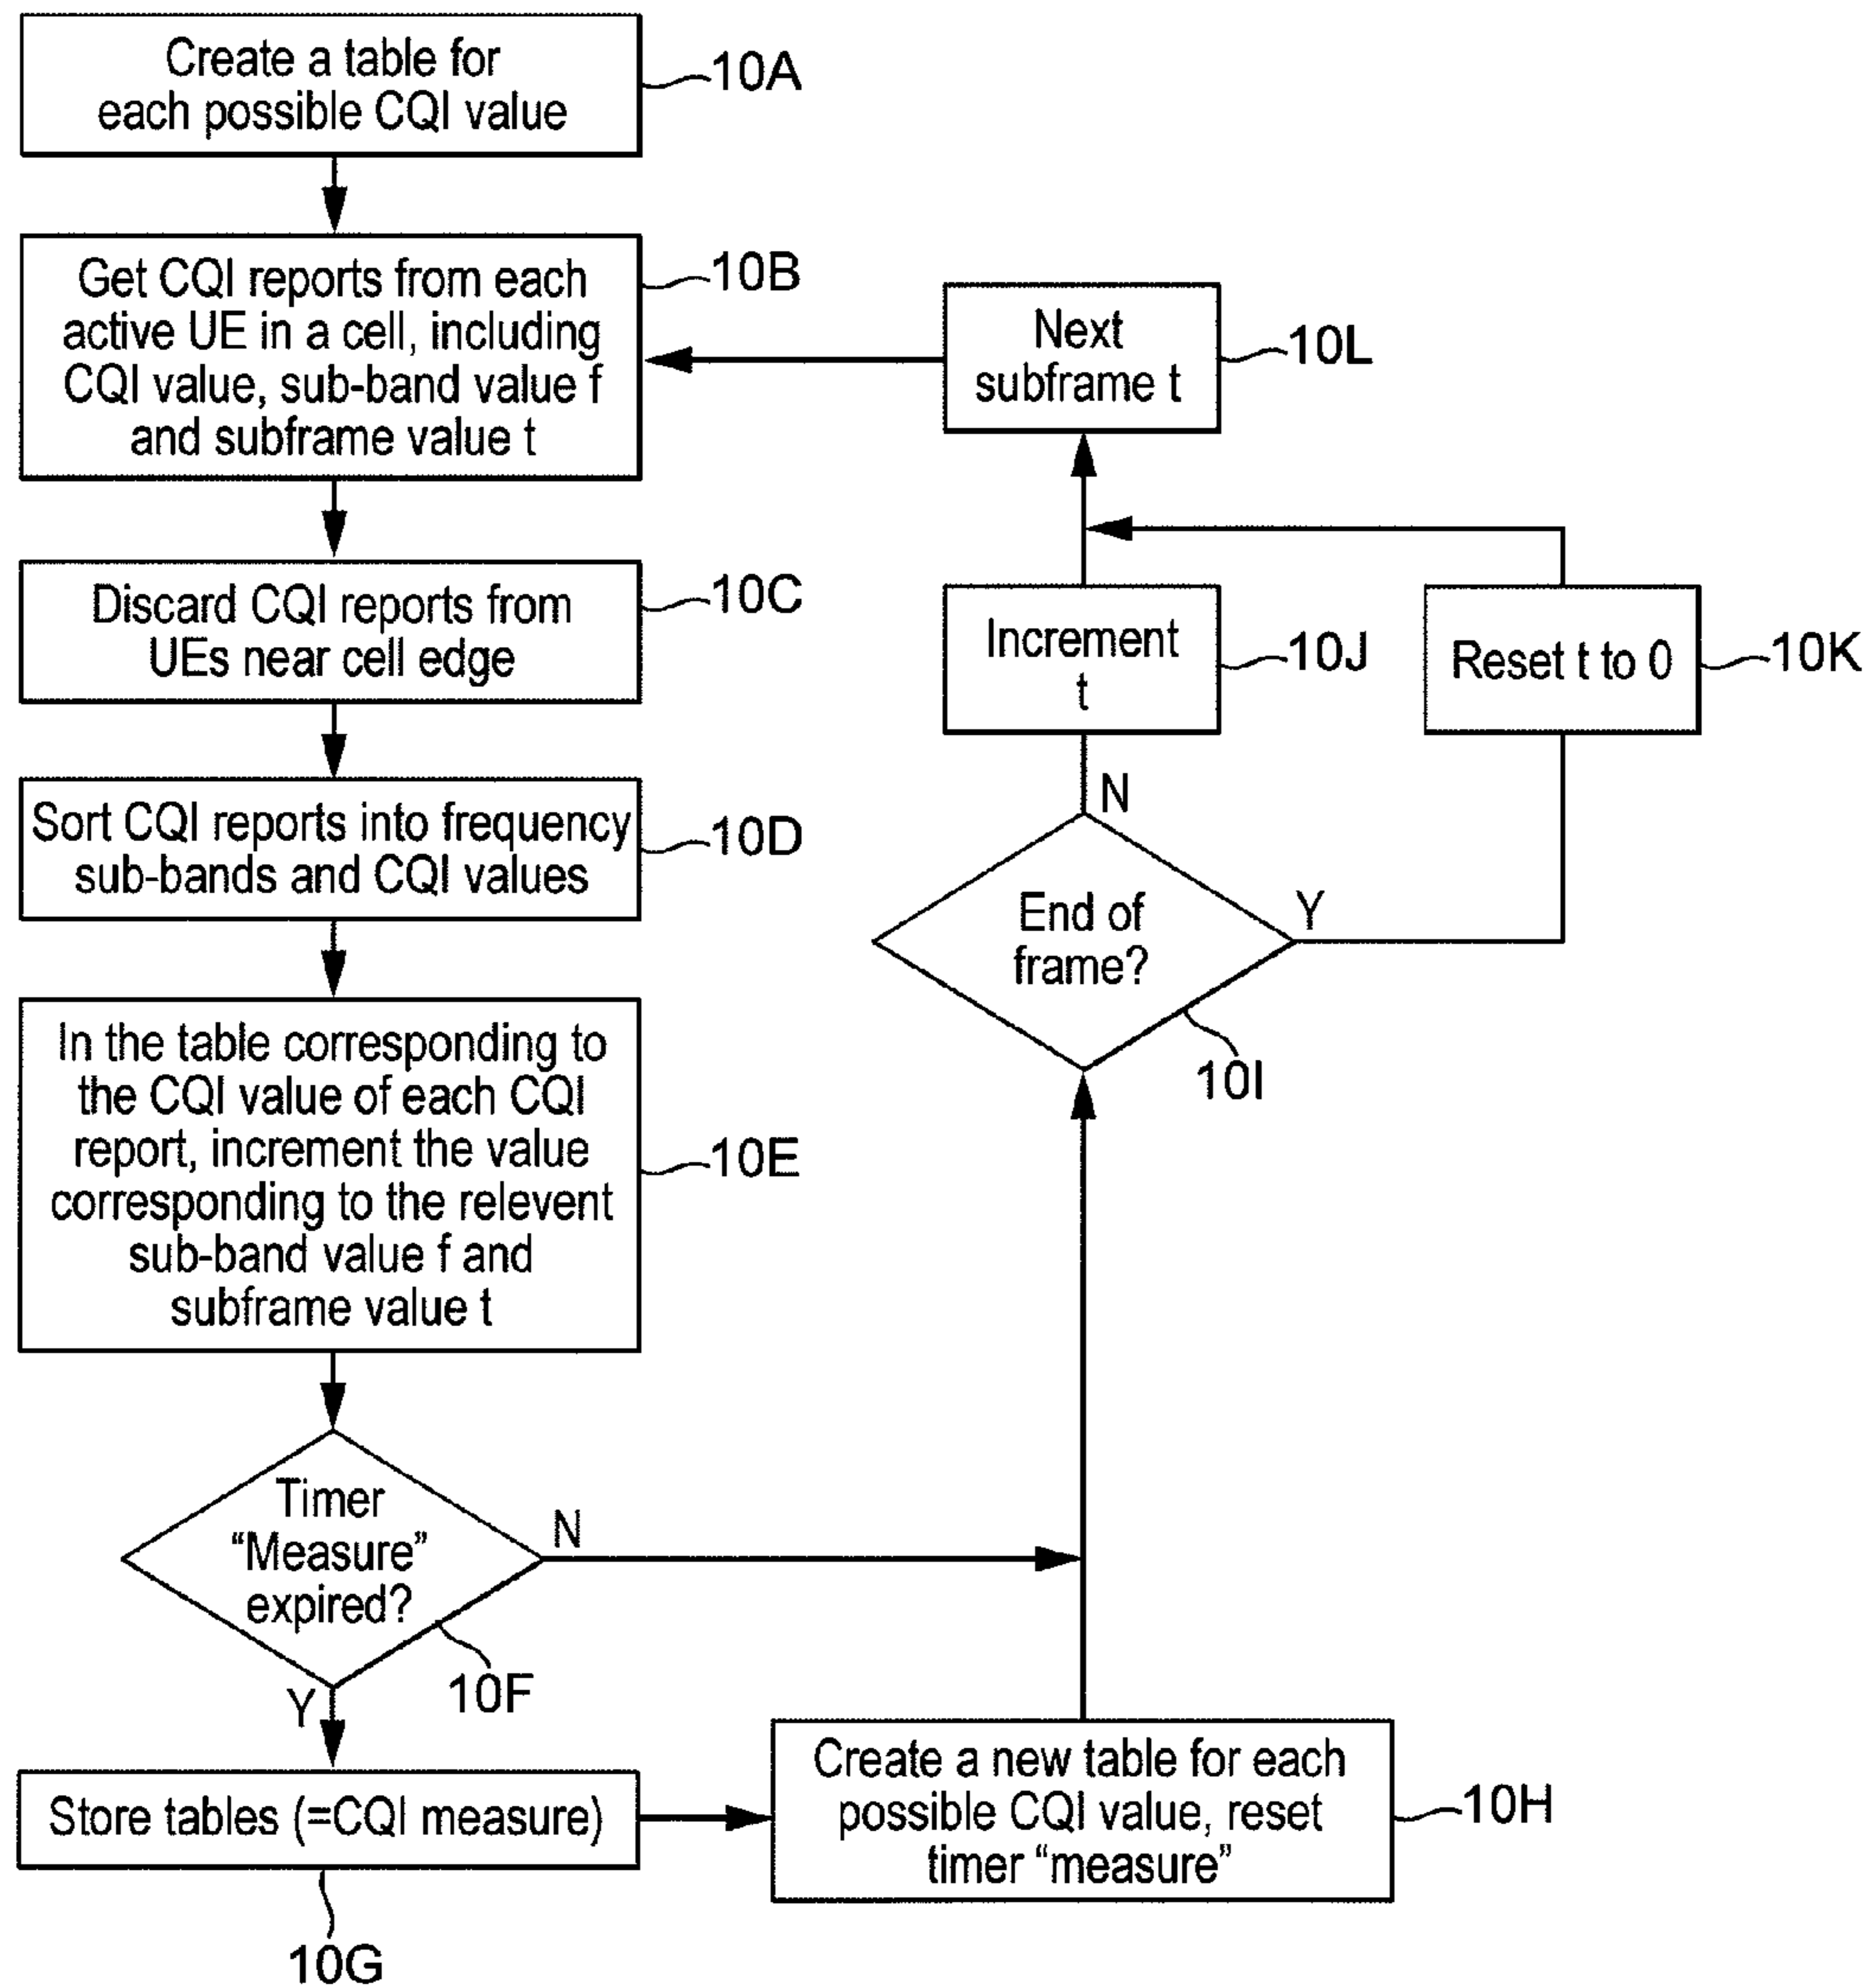 Create a table for
each possible CQI value
10A
Get CQI reports from each
active UE in a cell, including
CQI value, sub-band value f
and subframe value t
10B
Discard CQI reports from
UEs near cell edge
10C
Sort CQI reports into frequency
sub-bands and CQI values
10D
In the table corresponding to
the CQI value of each CQI
report, increment the value
corresponding to the relevent
sub-band value f and
subframe value t
10E
Timer
“Measure”
expired?
10F
N
Y
Store tables (=CQI measure)
10G
Create a new table for each
possible CQI value, reset
timer “measure”
10H
End of
frame?
10I
N
Y
Increment
t
10J
Reset t to 0
10K
Next
subframe t
10L